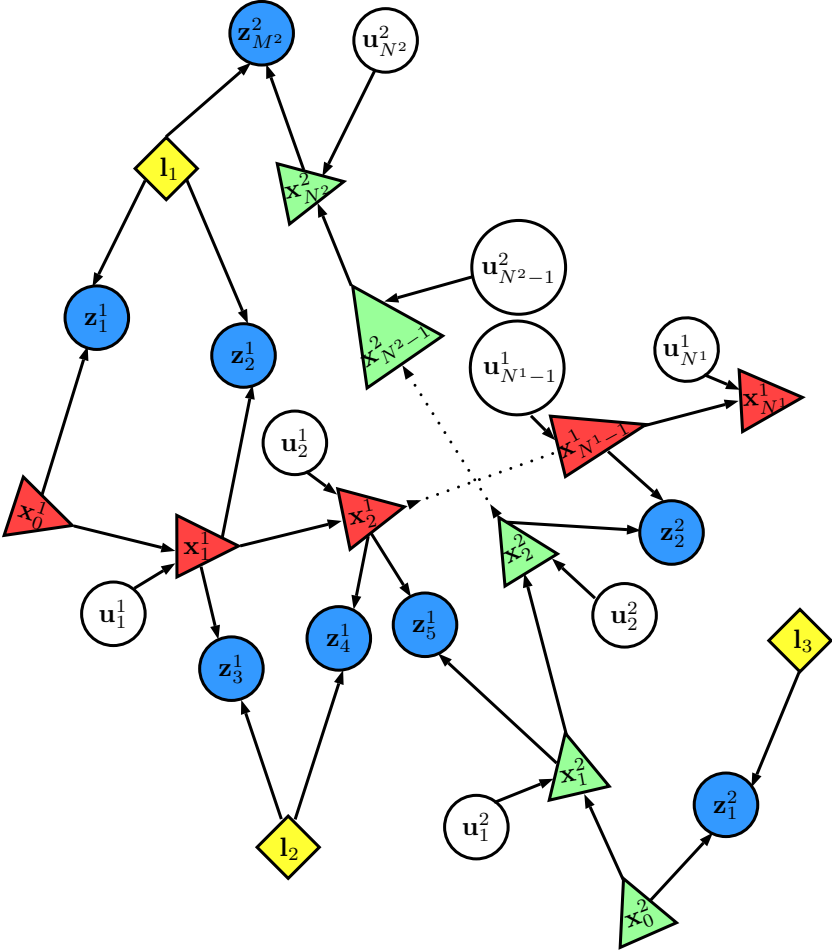 z²_{M²}
u²_{N²}
l₁
x²_{N²}
u²_{N²−1}
z¹₁
z¹₂
x²_{N²−1}
u¹_{N¹−1}
u¹_{N¹}
x¹_{N¹}
u¹₂
x¹_{N¹−1}
x¹₀
x¹₁
x¹₂
x²₂
z²₂
u¹₁
z¹₃
z¹₄
z¹₅
u²₂
l₃
x²₁
z²₁
u²₁
l₂
x²₀